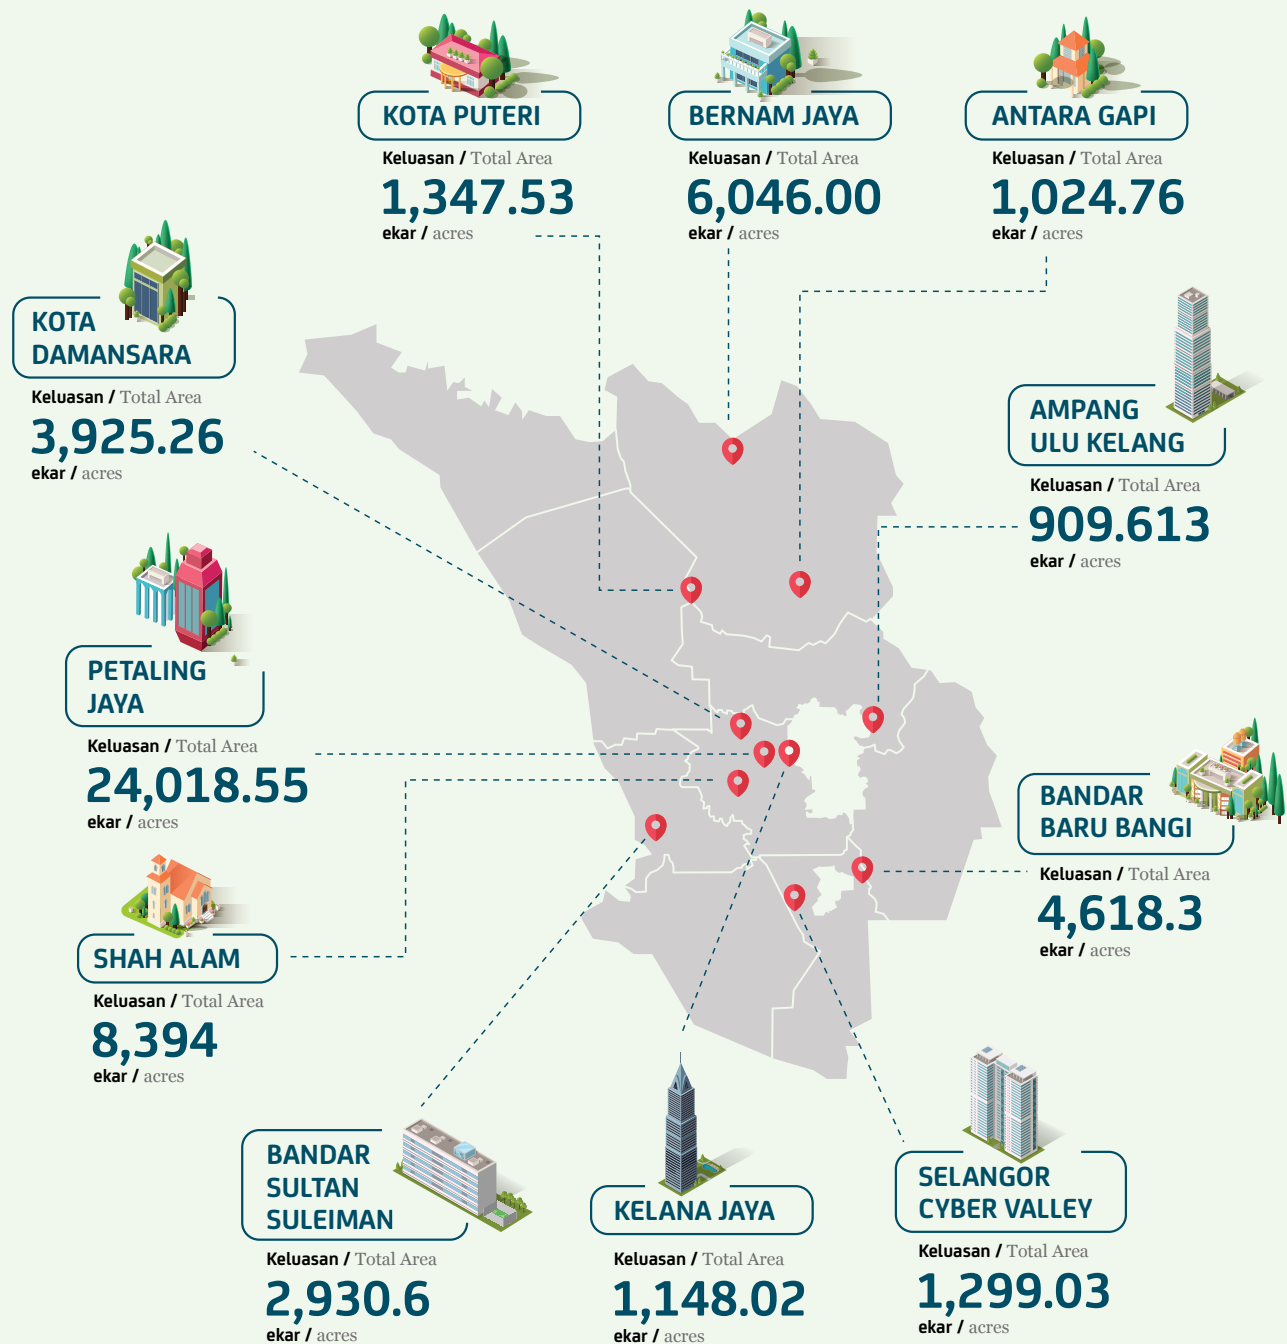 KOTA PUTERI
Keluasan / Total Area
1,347.53
ekar / acres
BERNAM JAYA
Keluasan / Total Area
6,046.00
ekar / acres
ANTARA GAPI
Keluasan / Total Area
1,024.76
ekar / acres
KOTA
DAMANSARA
Keluasan / Total Area
3,925.26
ekar / acres
AMPANG
ULU KELANG
Keluasan / Total Area
909.613
ekar / acres
PETALING
JAYA
Keluasan / Total Area
24,018.55
ekar / acres
BANDAR
BARU BANGI
Keluasan / Total Area
4,618.3
ekar / acres
SHAH ALAM
Keluasan / Total Area
8,394
ekar / acres
BANDAR
SULTAN
SULEIMAN
Keluasan / Total Area
2,930.6
ekar / acres
KELANA JAYA
Keluasan / Total Area
1,148.02
ekar / acres
SELANGOR
CYBER VALLEY
Keluasan / Total Area
1,299.03
ekar / acres